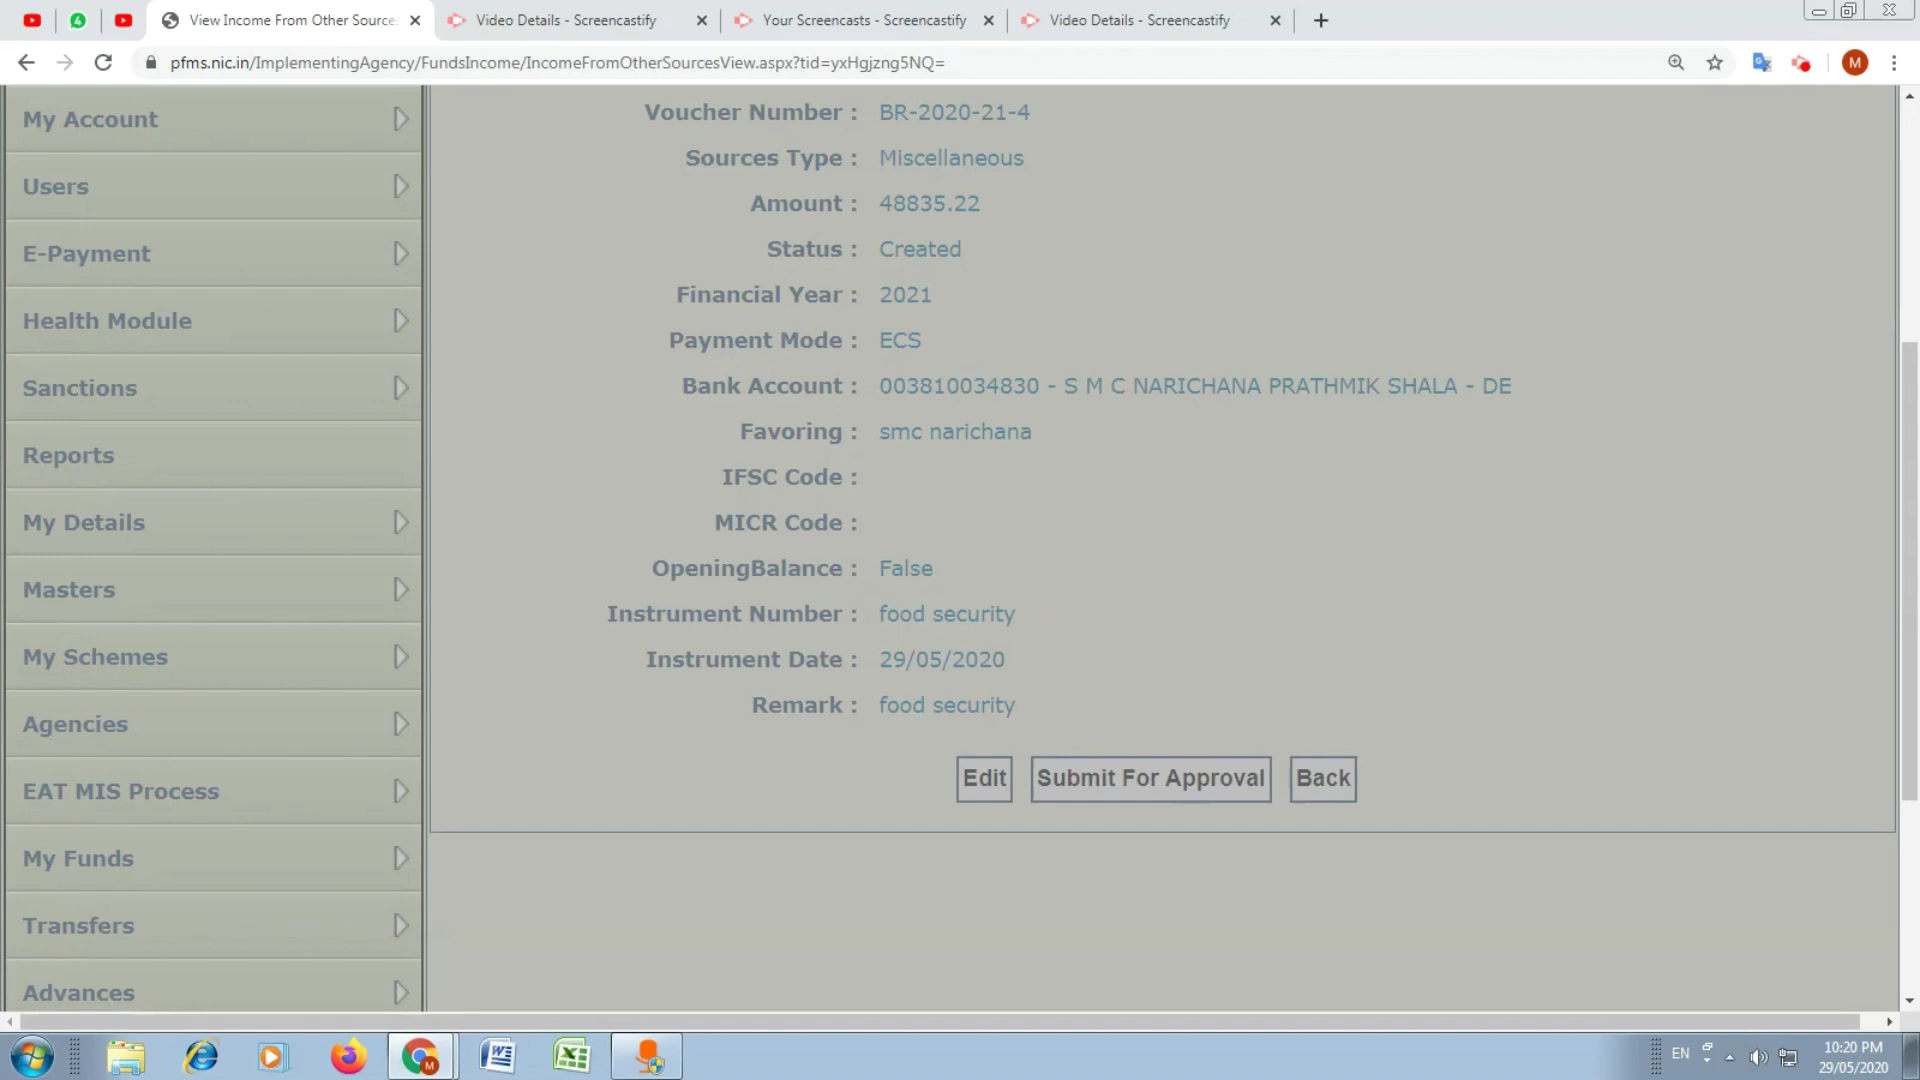 View Income From Other Source
Video Details - Screencastify
Your Screencasts - Screencastify
Video Details - Screencastify
pfms.nic.in/ImplementingAgency/FundsIncome/IncomeFromOtherSourcesView.aspx?tid=yxHgjzng5NQ=
M
My Account
Users
E-Payment
Health Module
Sanctions
Reports
My Details
Masters
My Schemes
Agencies
EAT MIS Process
My Funds
Transfers
Advances
Voucher Number : BR-2020-21-4
Sources Type : Miscellaneous
Amount : 48835.22
Status : Created
Financial Year : 2021
Payment Mode : ECS
Bank Account : 003810034830 - S M C NARICHANA PRATHMIK SHALA - DE
Favoring : smc narichana
IFSC Code :
MICR Code :
OpeningBalance : False
Instrument Number : food security
Instrument Date : 29/05/2020
Remark : food security
Edit Submit For Approval Back
EN
10:20 PM
29/05/2020